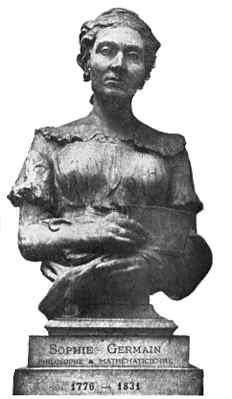 SOPHIE GERMAIN
PHILOSOPHE & MATHÉMATICIENNE
1776 — 1831